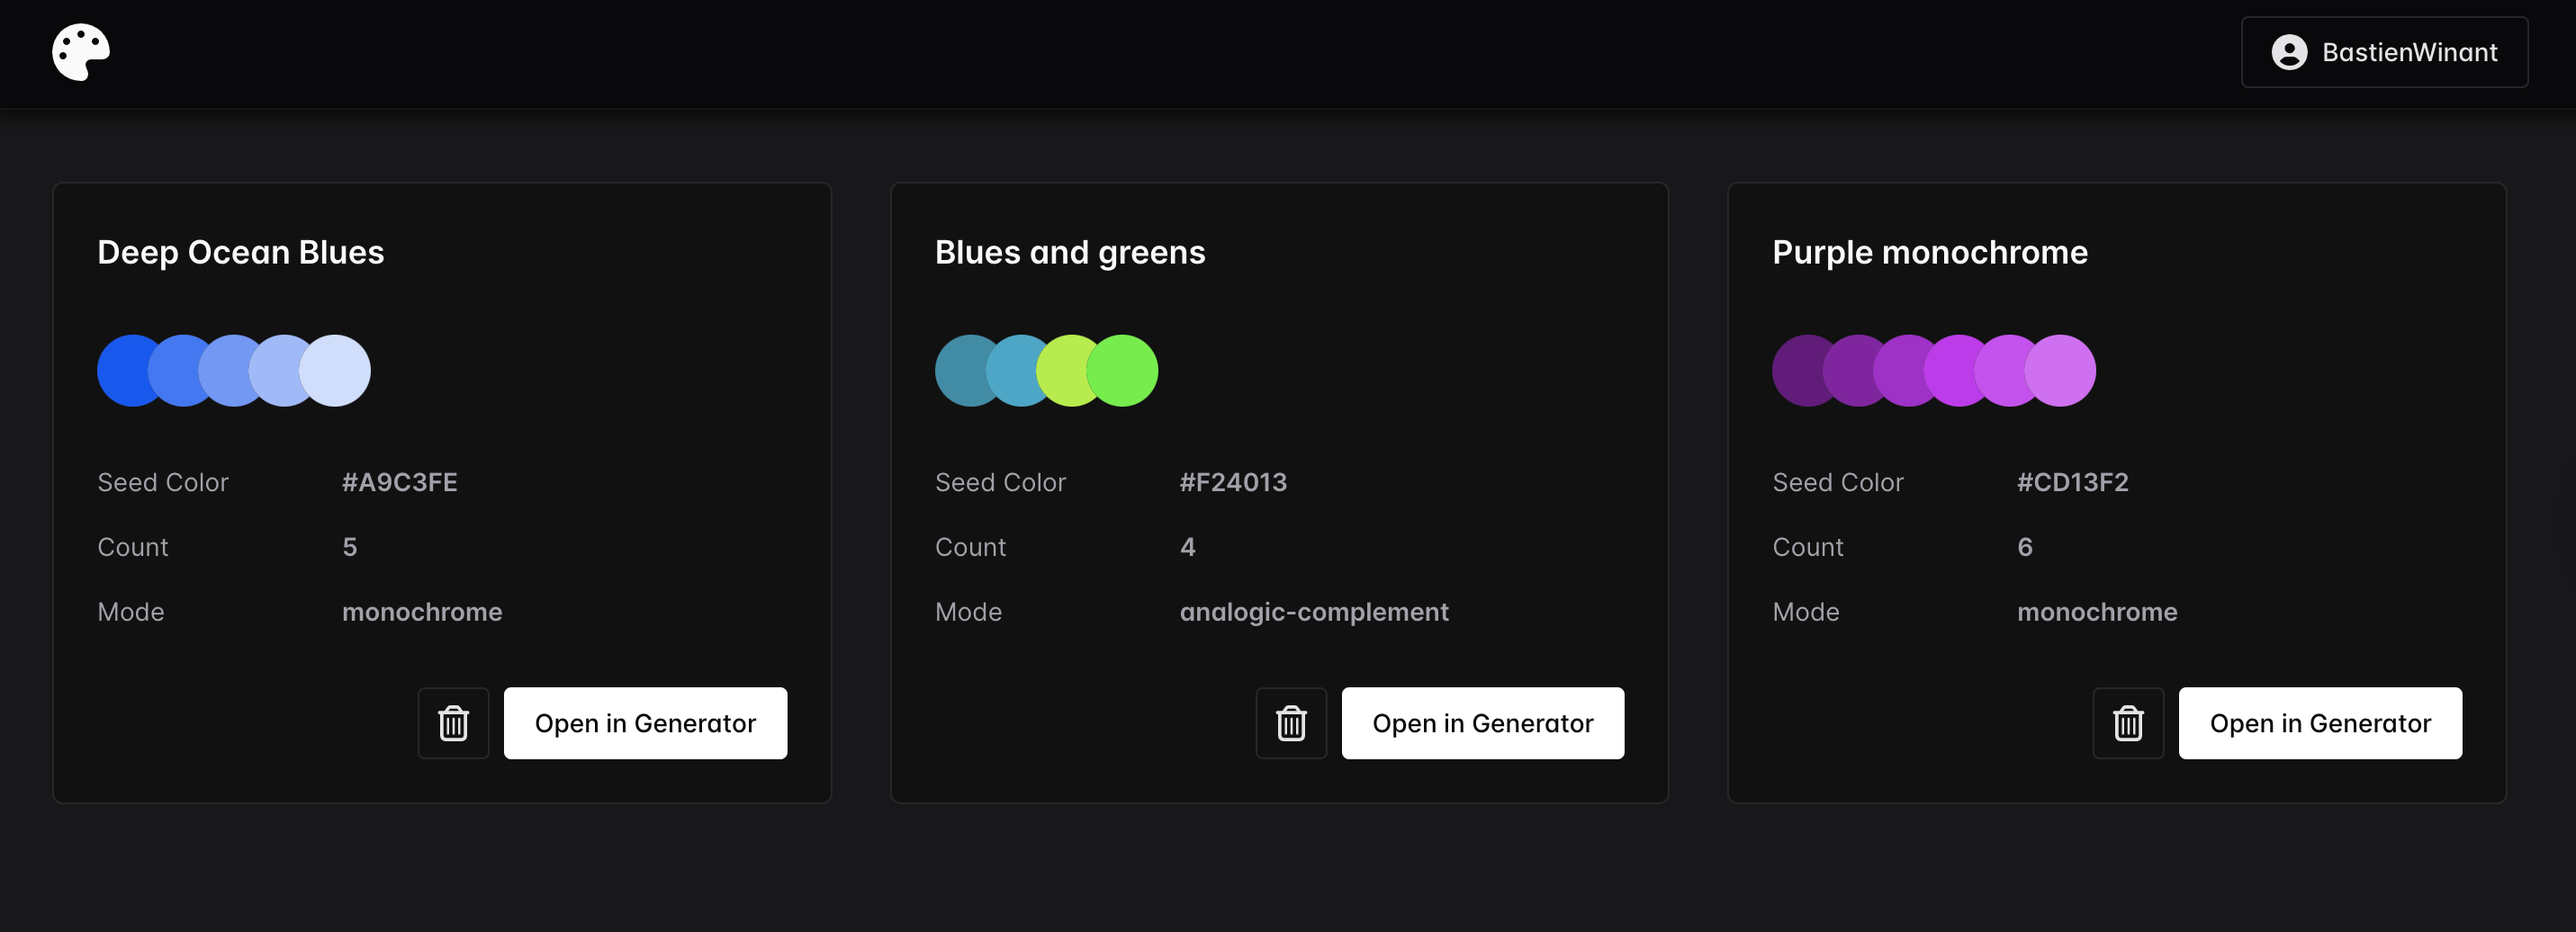 BastienWinant
Deep Ocean Blues
Seed Color #A9C3FE
Count 5
Mode monochrome
Open in Generator
Blues and greens
Seed Color #F24013
Count 4
Mode analogic-complement
Open in Generator
Purple monochrome
Seed Color #CD13F2
Count 6
Mode monochrome
Open in Generator